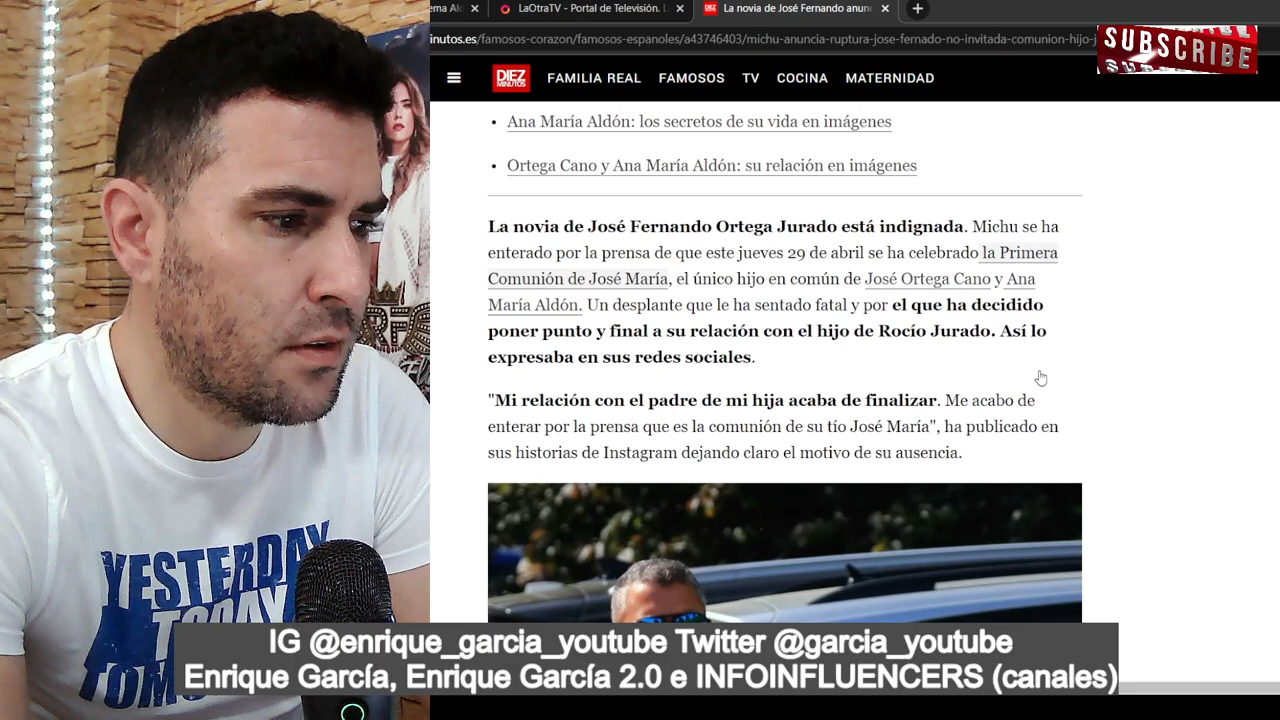 ema Al
LaOtraTV - Portal de Televisión. L
La novia de José Fernando anun
inutos.es/famosos-corazon/famosos-espanoles/a43746403/michu-anuncia-ruptura-jose-fernado-no-invitada-comunion-hijo-j
SUBSCRIBE
DIEZ
MINUTOS
FAMILIA REAL
FAMOSOS
TV
COCINA
MATERNIDAD
• Ana María Aldón: los secretos de su vida en imágenes
• Ortega Cano y Ana María Aldón: su relación en imágenes
La novia de José Fernando Ortega Jurado está indignada. Michu se ha
enterado por la prensa de que este jueves 29 de abril se ha celebrado la Primera
Comunión de José María, el único hijo en común de José Ortega Cano y Ana
María Aldón. Un desplante que le ha sentado fatal y por el que ha decidido
poner punto y final a su relación con el hijo de Rocío Jurado. Así lo
expresaba en sus redes sociales.
"Mi relación con el padre de mi hija acaba de finalizar. Me acabo de
enterar por la prensa que es la comunión de su tío José María", ha publicado en
sus historias de Instagram dejando claro el motivo de su ausencia.
YESTERDAY
TODAY
TOMO
IG @enrique_garcia_youtube Twitter @garcia_youtube
Enrique García, Enrique García 2.0 e INFOINFLUENCERS (canales)